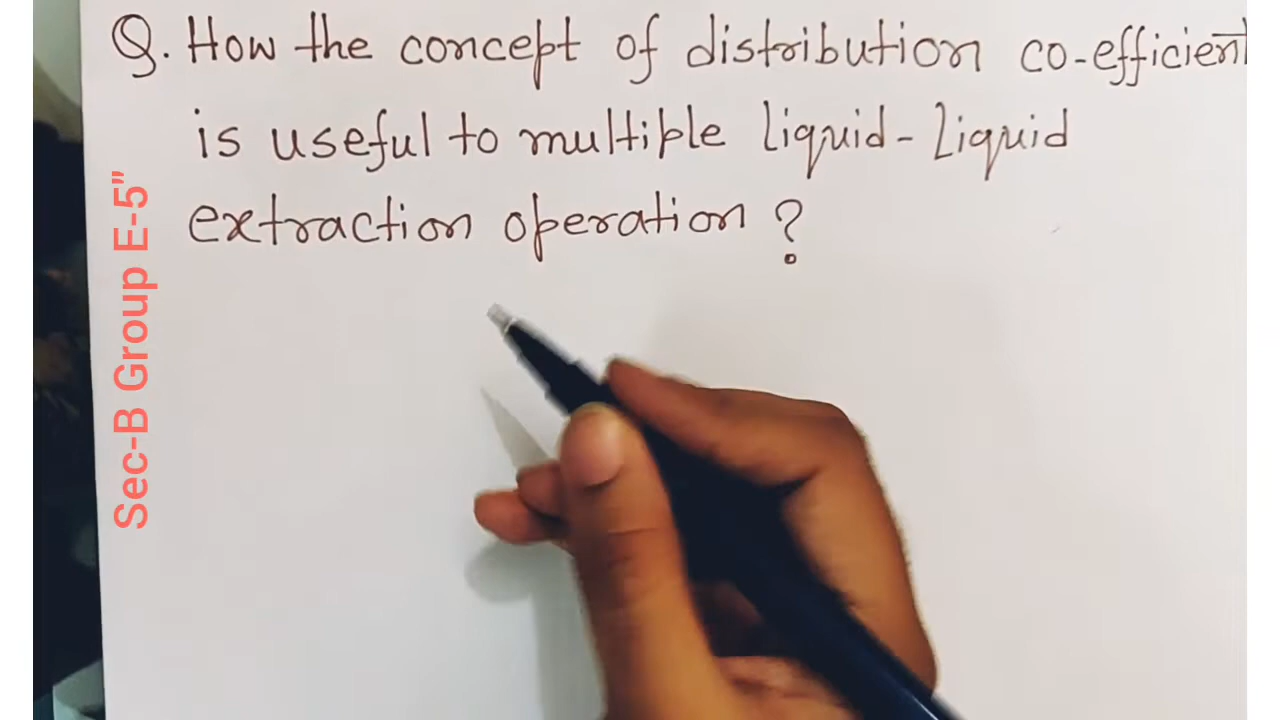 Q. How the concept of distribution co-efficient
is useful to multiple liquid-liquid
extraction operation ?
Sec-B Group E-5"